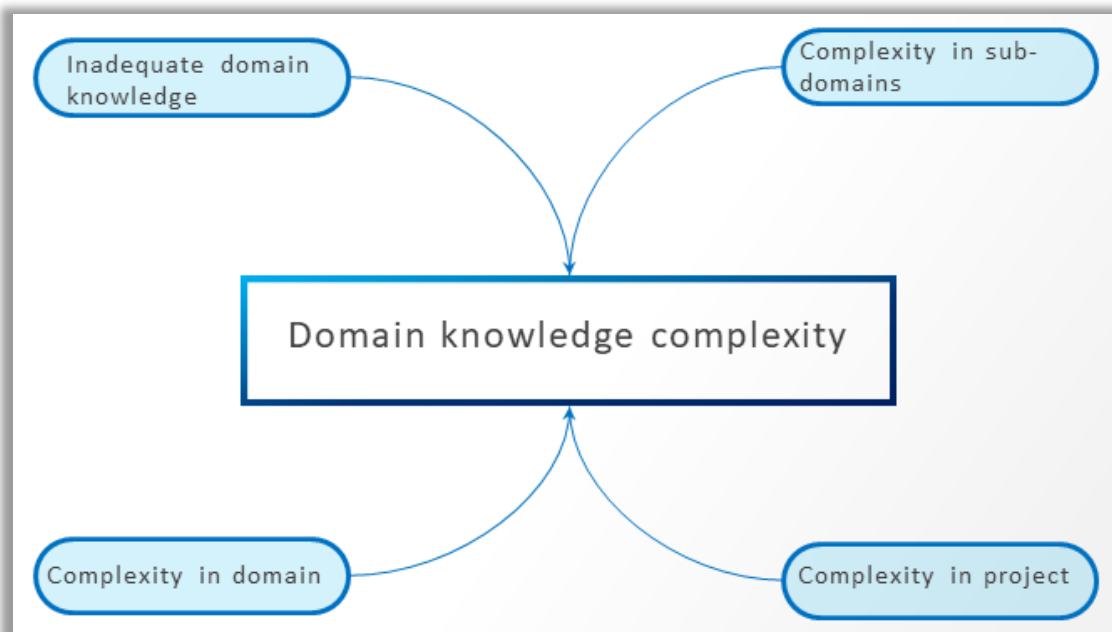 Inadequate domain
knowledge
Complexity in sub-
domains
Domain knowledge complexity
Complexity in domain
Complexity in project